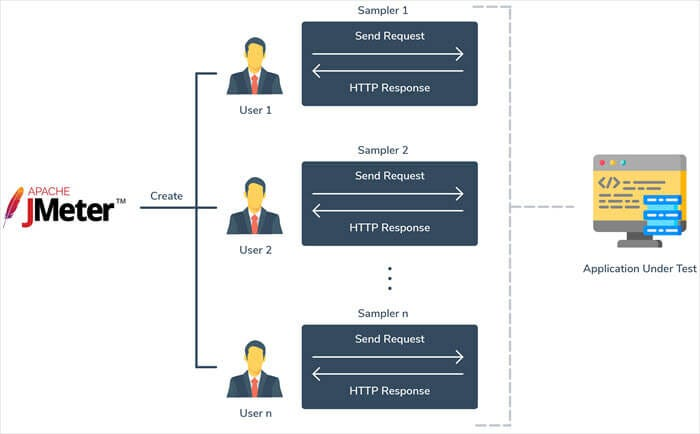 Sampler 1
Send Request
HTTP Response
User 1
Sampler 2
Send Request
HTTP Response
User 2
APACHE
JMeter™
Create
</>
Application Under Test
Sampler n
Send Request
HTTP Response
User n